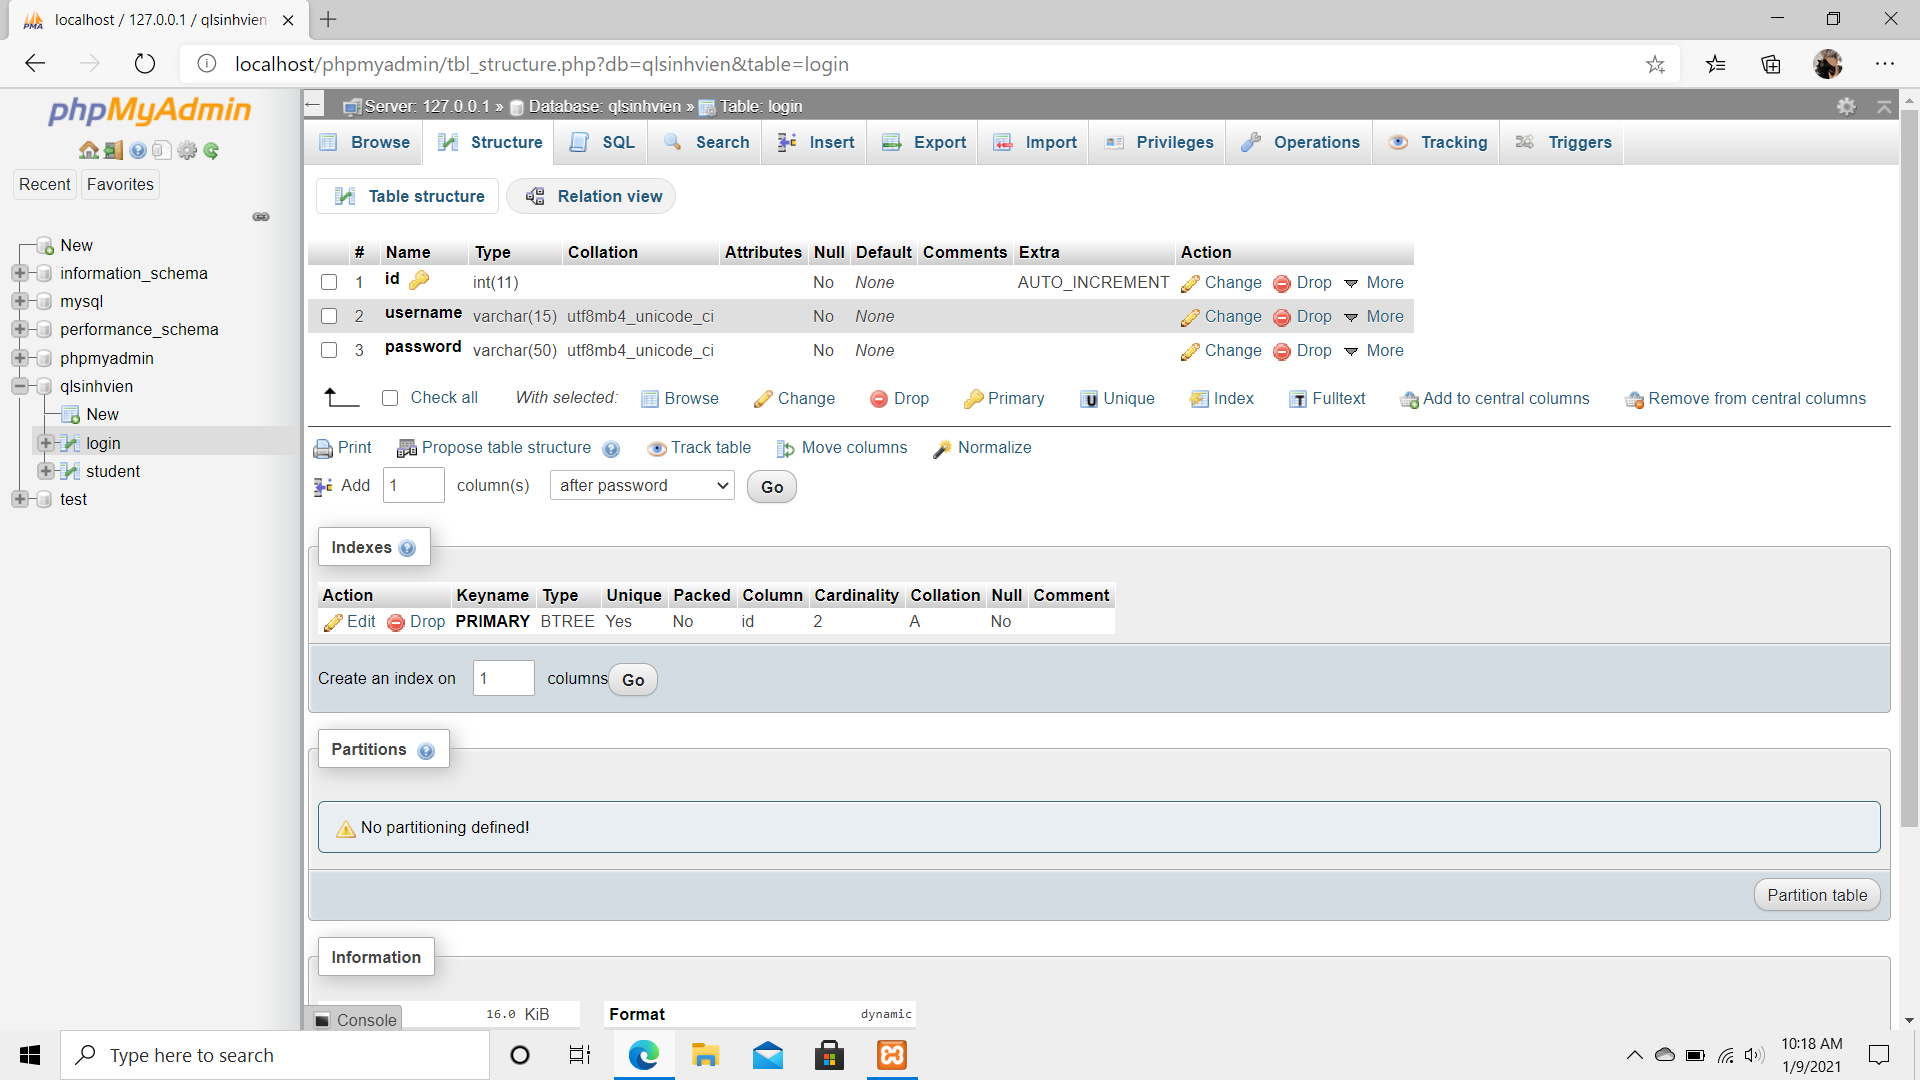 localhost / 127.0.0.1 / qlsinhvien
localhost/phpmyadmin/tbl_structure.php?db=qlsinhvien&table=login
phpMyAdmin
Recent Favorites
New
information_schema
mysql
performance_schema
phpmyadmin
qlsinhvien
New
login
student
test
Server: 127.0.0.1 » Database: qlsinhvien » Table: login
Browse Structure SQL Search Insert Export Import Privileges Operations Tracking Triggers
Table structure Relation view
# Name Type Collation Attributes Null Default Comments Extra Action
1 id int(11) No None AUTO_INCREMENT Change Drop More
2 username varchar(15) utf8mb4_unicode_ci No None Change Drop More
3 password varchar(50) utf8mb4_unicode_ci No None Change Drop More
Check all With selected: Browse Change Drop Primary Unique Index Fulltext Add to central columns Remove from central columns
Print Propose table structure Track table Move columns Normalize
Add 1 column(s) after password Go
Indexes
Action Keyname Type Unique Packed Column Cardinality Collation Null Comment
Edit Drop PRIMARY BTREE Yes No id 2 A No
Create an index on 1 columns Go
Partitions
No partitioning defined!
Partition table
Information
16.0 KiB Format dynamic
Console
Type here to search
10:18 AM
1/9/2021